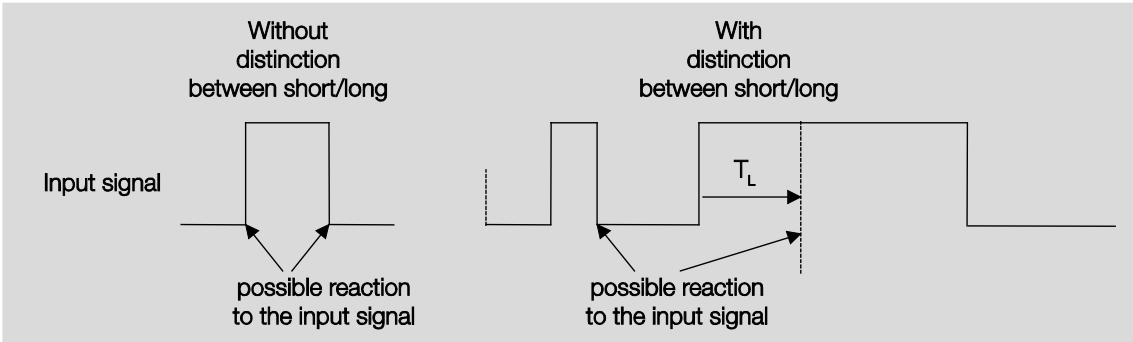 Without
distinction
between short/long
With
distinction
between short/long
Input signal
T_L
possible reaction
to the input signal
possible reaction
to the input signal